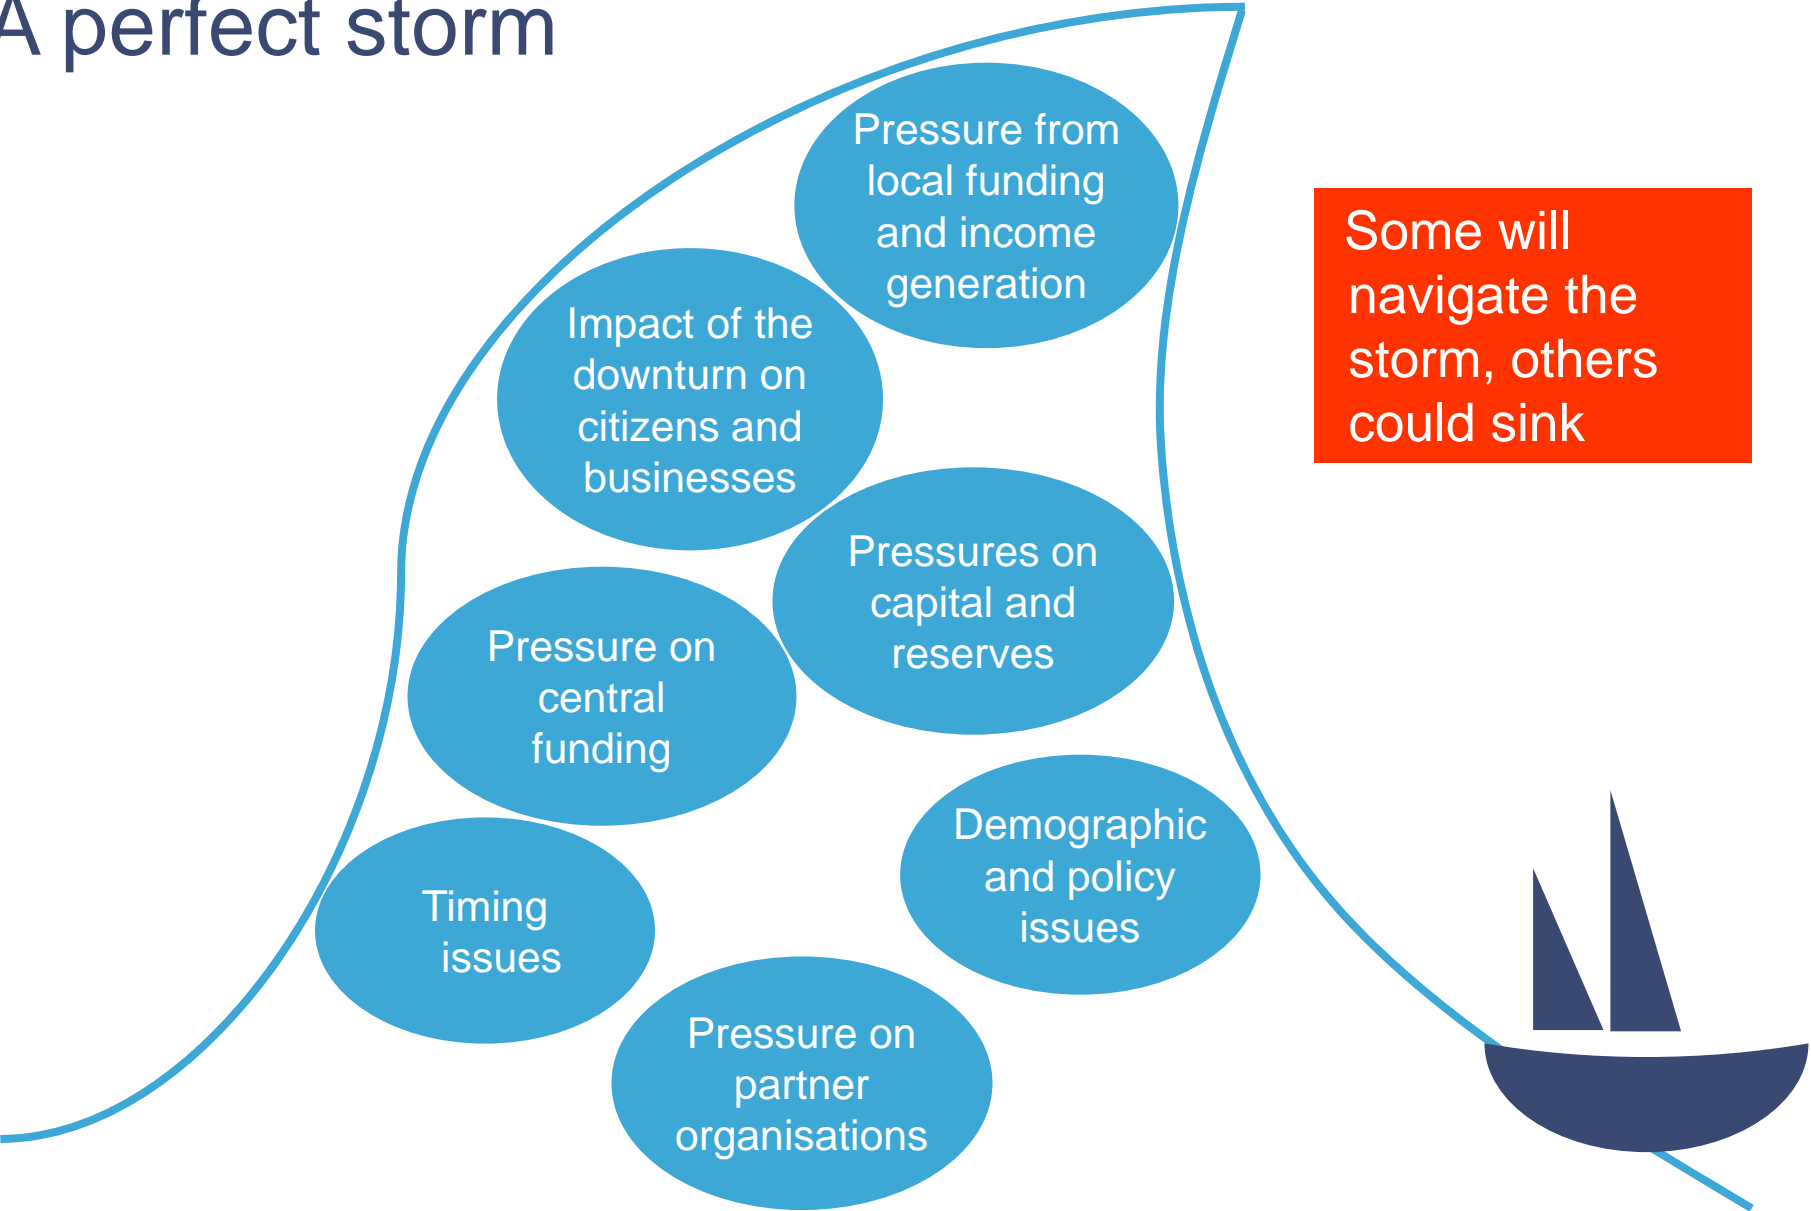 A perfect storm
Pressure from
local funding
and income
generation
Some will
navigate the
storm, others
could sink
Impact of the
downturn on
citizens and
businesses
Pressures on
capital and
reserves
Pressure on
central
funding
Demographic
and policy
issues
Timing
issues
Pressure on
partner
organisations